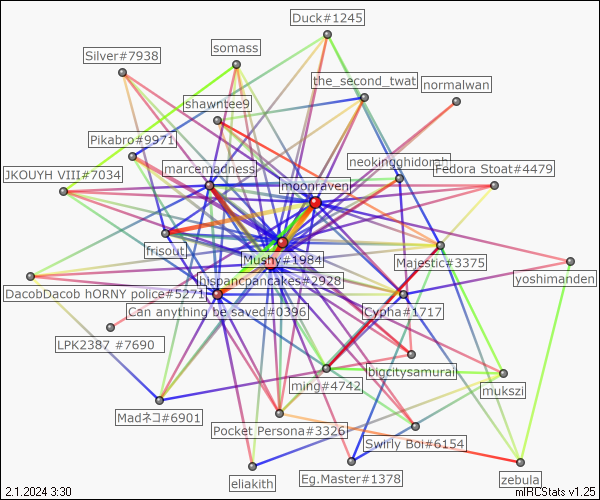 Duck#1245
somass
Silver#7938
the_second_twat
normalwan
shawntee9
Pikabro#9971
neokingghidorah
Fedora Stoat#4479
marcemadness
JKOUYH VIII#7034
moonraven
frisouti
Mushy#1984
Majestic#3375
yoshimanden
hispancpancakes#2928
DacobDacob hORNY police#5271
Can anything be saved#0396
Cypha#1717
LPK2387 #7690
bigcitysamurai
ming#4742
mukszi
Madネコ#6901
Pocket Persona#3326
Swirly Boi#6154
eliakith
Eg.Master#1378
zebula
2.1.2024 3:30
mIRCStats v1.25